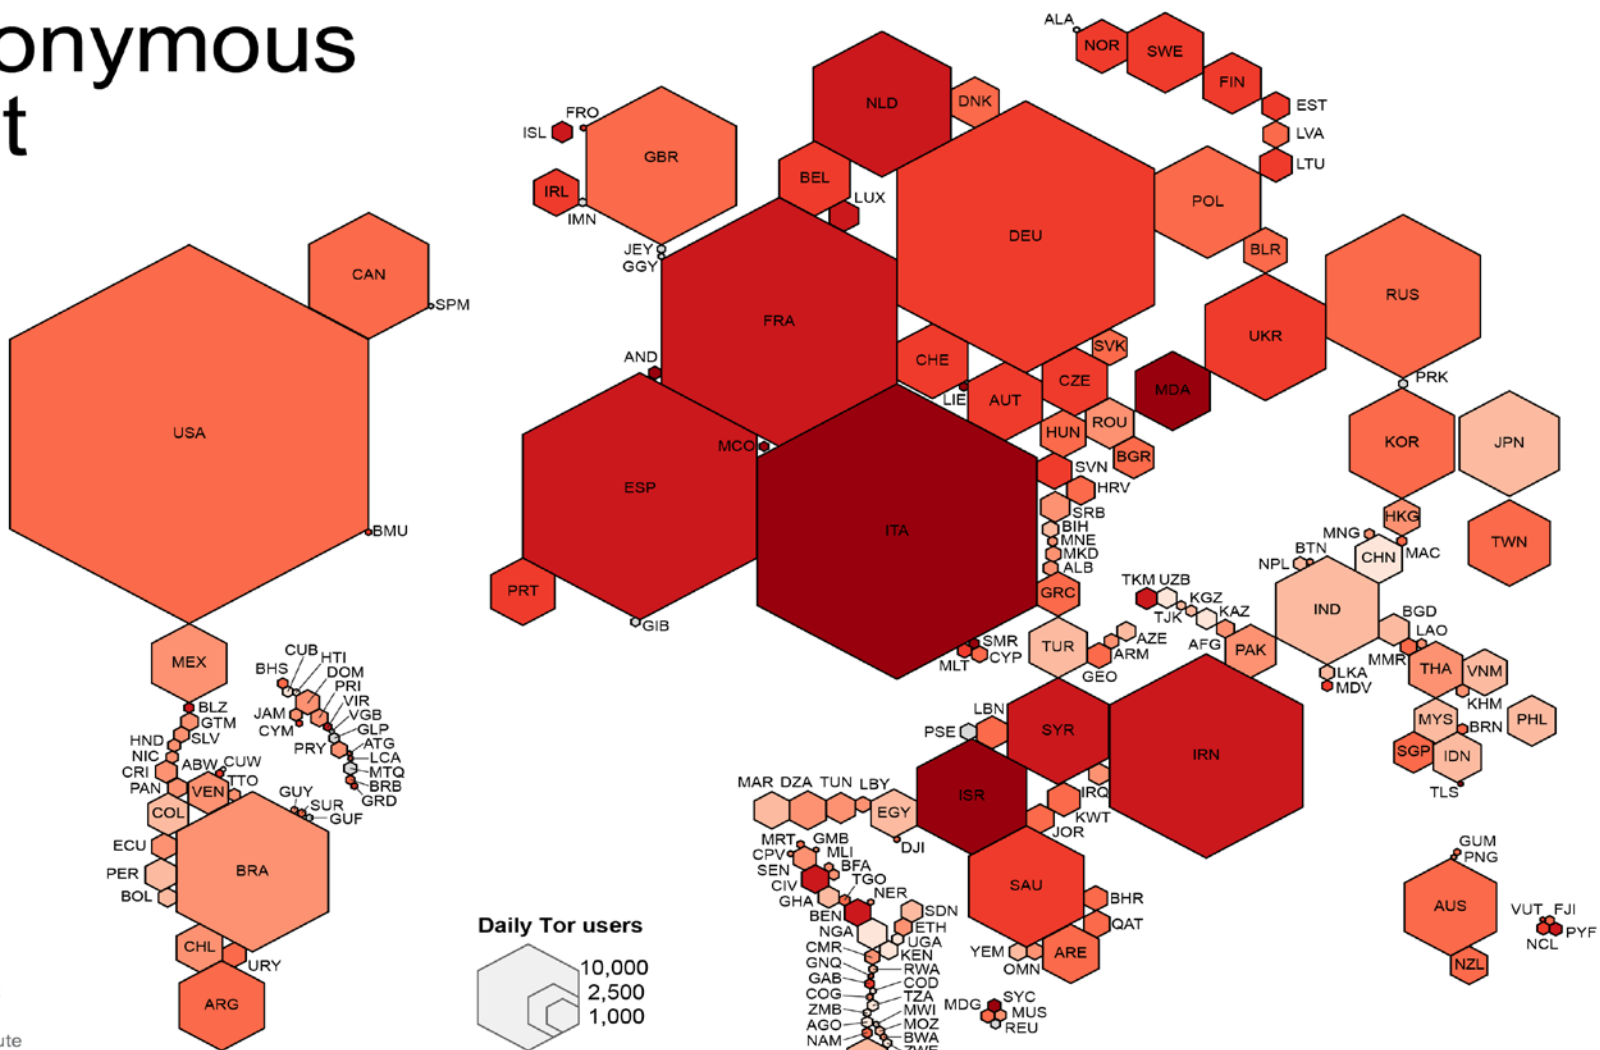 onymous
t
ALA
NOR
SWE
FIN
EST
LVA
LTU
NLD
DNK
FRO
ISL
GBR
IRL
IMN
BEL
LUX
JEY
GGY
DEU
POL
BLR
RUS
CAN
SPM
USA
BMU
FRA
AND
CHE
LIE
AUT
SVK
CZE
MDA
UKR
PRK
HUN
ROU
BGR
KOR
JPN
MCO
ESP
ITA
SVN
HRV
SRB
BIH
MNE
MKD
ALB
GRC
PRT
GIB
HKG
MNG
MAC
TWN
BTN
NPL
CHN
IND
TKM UZB
TJK
KGZ
KAZ
BGD
LAO
AFG
PAK
MMR
THA
VNM
KHM
LKA
MDV
TUR
AZE
ARM
GEO
SMR
CYP
MLT
MEX
CUB
HTI
BHS
DOM
PRI
VIR
VGB
GLP
JAM
CYM
PRY
ATG
LCA
MTQ
BRB
GRD
BLZ
GTM
SLV
HND
NIC
CRI
PAN
ABW
CUW
TTO
VEN
COL
GUY
SUR
GUF
ECU
PER
BOL
BRA
CHL
URY
ARG
LBN
PSE
SYR
IRN
ISR
IRQ
KWT
JOR
MAR DZA TUN LBY
EGY
DJI
MYS
BRN
PHL
SGP
IDN
TLS
MRT
GMB
CPV
MLI
SEN
BFA
CIV
TGO
GHA
NER
BEN
SDN
NGA
ETH
UGA
CMR
KEN
GNQ
RWA
GAB
COD
COG
TZA
ZMB
MWI
AGO
MOZ
NAM
BWA
ZWE
SAU
BHR
QAT
YEM
OMN
ARE
MDG
SYC
MUS
REU
GUM
PNG
AUS
VUT FJI
PYF
NCL
NZL
Daily Tor users
10,000
2,500
1,000
ute